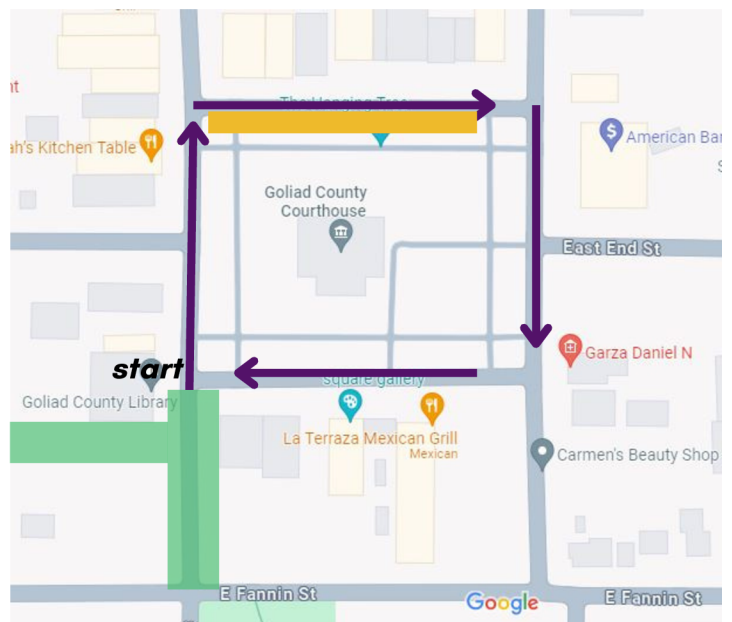 The Hanging Tree
ah's Kitchen Table
American Ba
Goliad County
Courthouse
East End St
start
Garza Daniel N
square gallery
Goliad County Library
La Terraza Mexican Grill
Mexican
Carmen's Beauty Shop
E Fannin St
Google
E Fannin St